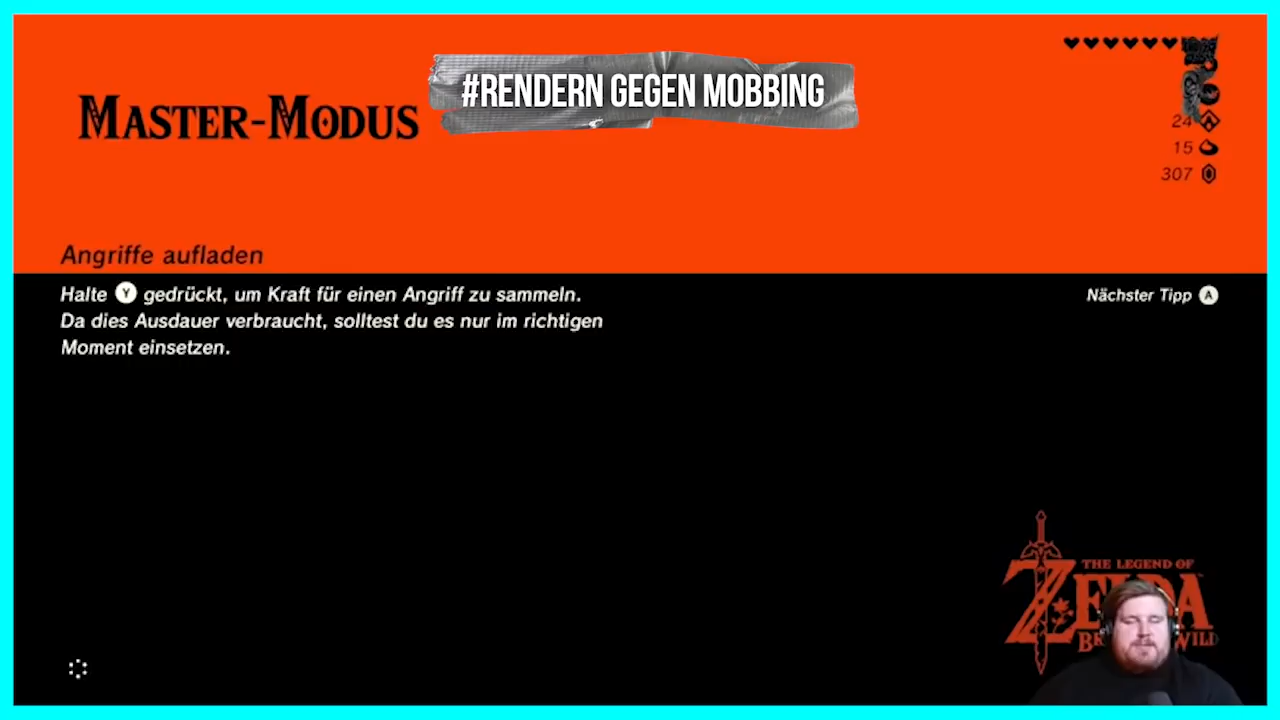 #RENDERN GEGEN MOBBING
MASTER-MODUS
24
15
307
Angriffe aufladen
Halte Y gedrückt, um Kraft für einen Angriff zu sammeln.
Da dies Ausdauer verbraucht, solltest du es nur im richtigen
Moment einsetzen.
Nächster Tipp A
THE LEGEND OF
ZELDA